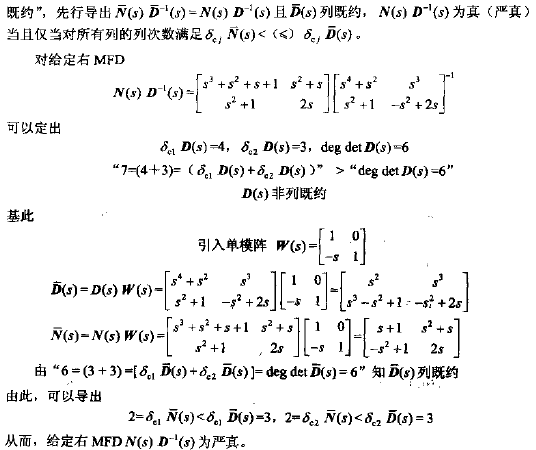 既约”，先行导出 N̄(s) D̄⁻¹(s) = N(s) D⁻¹(s) 且 D̄(s) 列既约， N(s) D⁻¹(s) 为真（严真）
当且仅当对所有列的列次数满足 δcj N̄(s) < (≤) δcj D̄(s)。
对给定右 MFD
N(s) D⁻¹(s) = [s³+s²+s+1 s²+s; s²+1 2s] [s⁴+s² s³; s²+1 -s²+2s]⁻¹
可以定出
δc1 D(s)=4， δc2 D(s)=3， deg det D(s)=6
“7=(4+3)= ( δc1 D(s)+δc2 D(s) )” > “deg det D(s)=6”
D(s) 非列既约
基此
引入单模阵 W(s) = [1 0; -s 1]
D̄(s) = D(s) W(s) = [s⁴+s² s³; s²+1 -s²+2s] [1 0; -s 1] = [s² s³; s³-s²+1 -s²+2s]
N̄(s) = N(s) W(s) = [s³+s²+s+1 s²+s; s²+1 2s] [1 0; -s 1] = [s+1 s²+s; -s²+1 2s]
由 “6 = (3 + 3) =[ δc1 D̄(s)+δc2 D̄(s)]= deg det D̄(s) = 6” 知 D̄(s) 列既约
由此，可以导出
2= δc1 N̄(s) < δc1 D̄(s) =3， 2= δc2 N̄(s) < δc2 D̄(s) = 3
从而，给定右 MFD N(s) D⁻¹(s) 为严真。